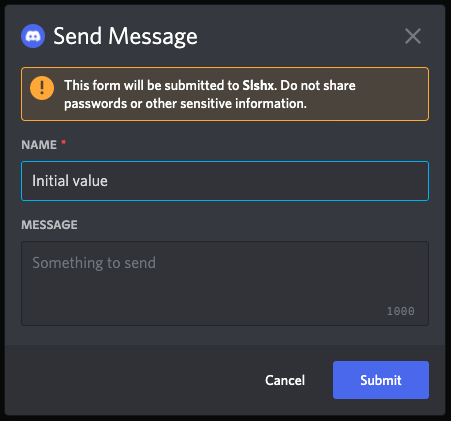 Send Message
This form will be submitted to Slshx. Do not share
passwords or other sensitive information.
NAME *
Initial value
MESSAGE
Something to send
1000
Cancel
Submit